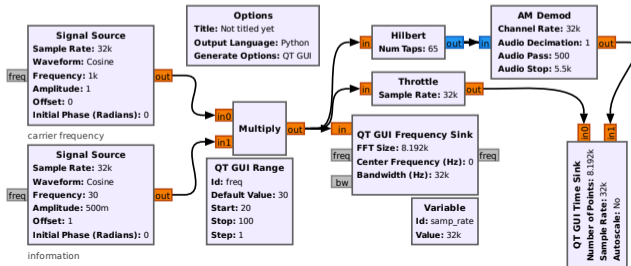 Signal Source
Sample Rate: 32k
Waveform: Cosine
freq
Frequency: 1k
out
Amplitude: 1
Offset: 0
Initial Phase (Radians): 0
carrier frequency
Signal Source
Sample Rate: 32k
Waveform: Cosine
freq
Frequency: 30
out
Amplitude: 500m
Offset: 1
Initial Phase (Radians): 0
information
Options
Title: Not titled yet
Output Language: Python
Generate Options: QT GUI
in0
in1
Multiply
out
QT GUI Range
Id: freq
Default Value: 30
Start: 20
Stop: 100
Step: 1
in
Hilbert
Num Taps: 65
out
in
Throttle
Sample Rate: 32k
out
in
freq
bw
QT GUI Frequency Sink
FFT Size: 8.192k
Center Frequency (Hz): 0
Bandwidth (Hz): 32k
freq
Variable
Id: samp_rate
Value: 32k
in
AM Demod
Channel Rate: 32k
Audio Decimation: 1
Audio Pass: 500
Audio Stop: 5.5k
out
in0
in1
QT GUI Time Sink
Number of Points: 8.192k
Sample Rate: 32k
Autoscale: No